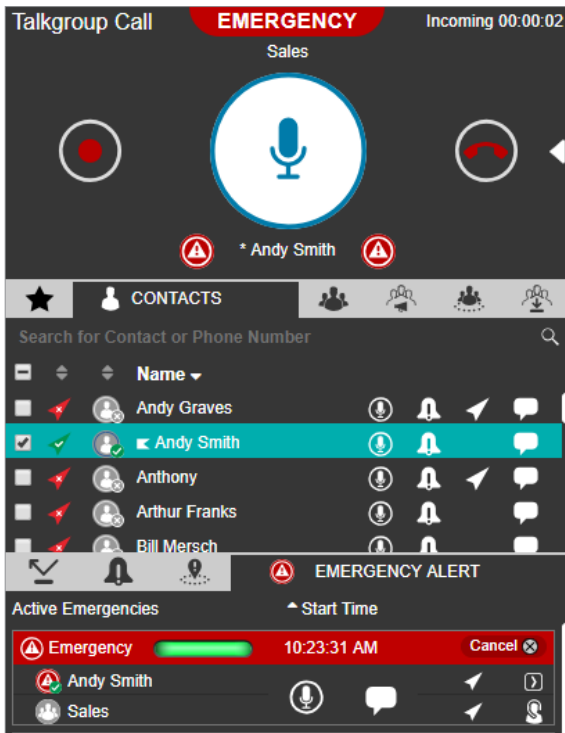 Talkgroup Call EMERGENCY Incoming 00:00:02
Sales
* Andy Smith
CONTACTS
Search for Contact or Phone Number
Name
Andy Graves
Andy Smith
Anthony
Arthur Franks
Bill Mersch
EMERGENCY ALERT
Active Emergencies Start Time
Emergency 10:23:31 AM Cancel
Andy Smith
Sales